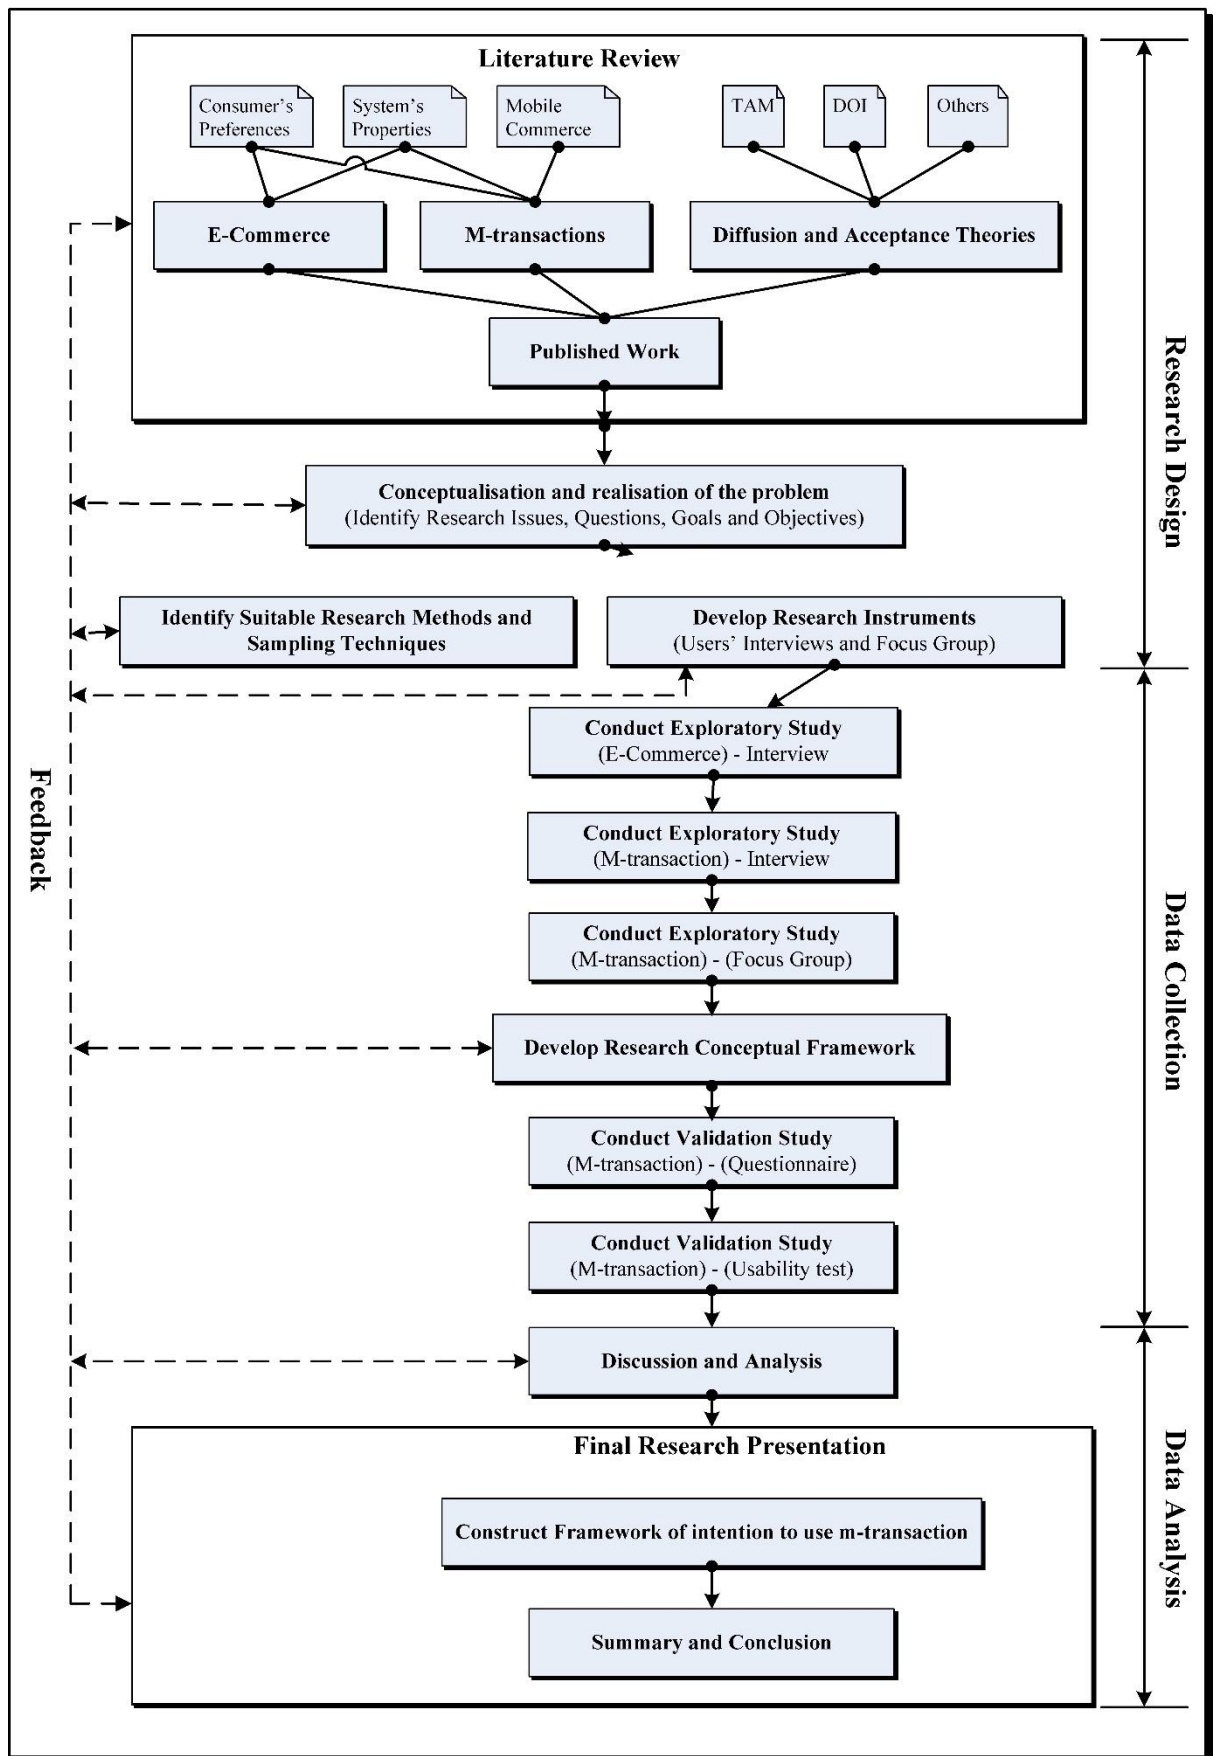 Literature Review
Consumer's
Preferences
System's
Properties
Mobile
Commerce
TAM
DOI
Others
E-Commerce
M-transactions
Diffusion and Acceptance Theories
Published Work
Research Design
Conceptualisation and realisation of the problem
(Identify Research Issues, Questions, Goals and Objectives)
Identify Suitable Research Methods and
Sampling Techniques
Develop Research Instruments
(Users' Interviews and Focus Group)
Feedback
Conduct Exploratory Study
(E-Commerce) - Interview
Conduct Exploratory Study
(M-transaction) - Interview
Conduct Exploratory Study
(M-transaction) - (Focus Group)
Data Collection
Develop Research Conceptual Framework
Conduct Validation Study
(M-transaction) - (Questionnaire)
Conduct Validation Study
(M-transaction) - (Usability test)
Discussion and Analysis
Final Research Presentation
Data Analysis
Construct Framework of intention to use m-transaction
Summary and Conclusion